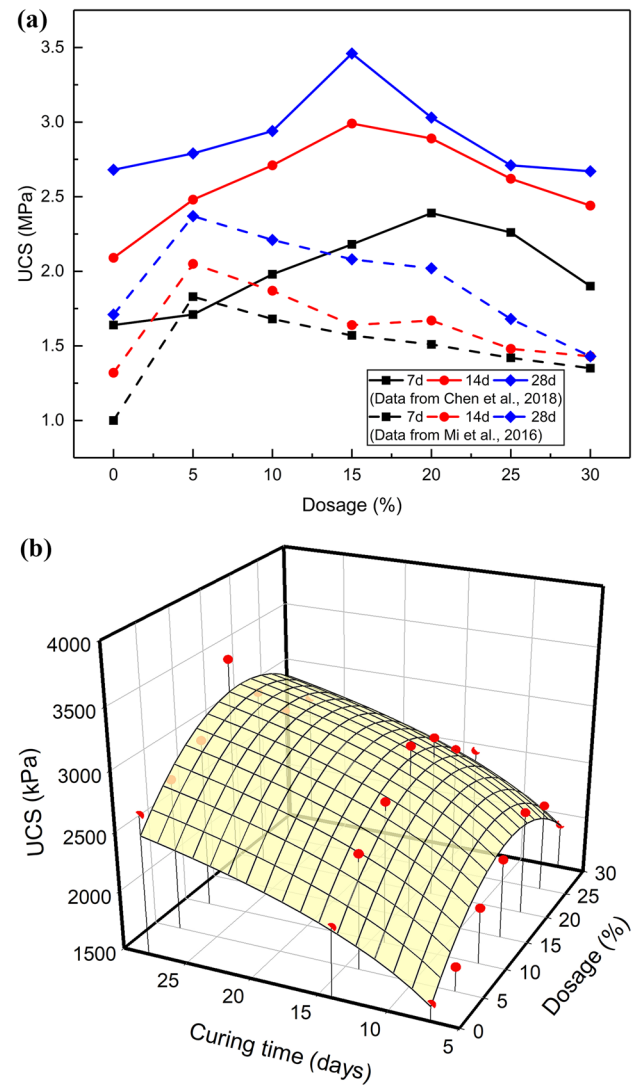 (a)
3.5
3.0
2.5
2.0
1.5
1.0
UCS (MPa)
7d 14d 28d
(Data from Chen et al., 2018)
7d 14d 28d
(Data from Mi et al., 2016)
0 5 10 15 20 25 30
Dosage (%)
(b)
4000
3500
3000
2500
2000
1500
UCS (kPa)
25 20 15 10 5
Curing time (days)
0 5 10 15 20 25 30
Dosage (%)